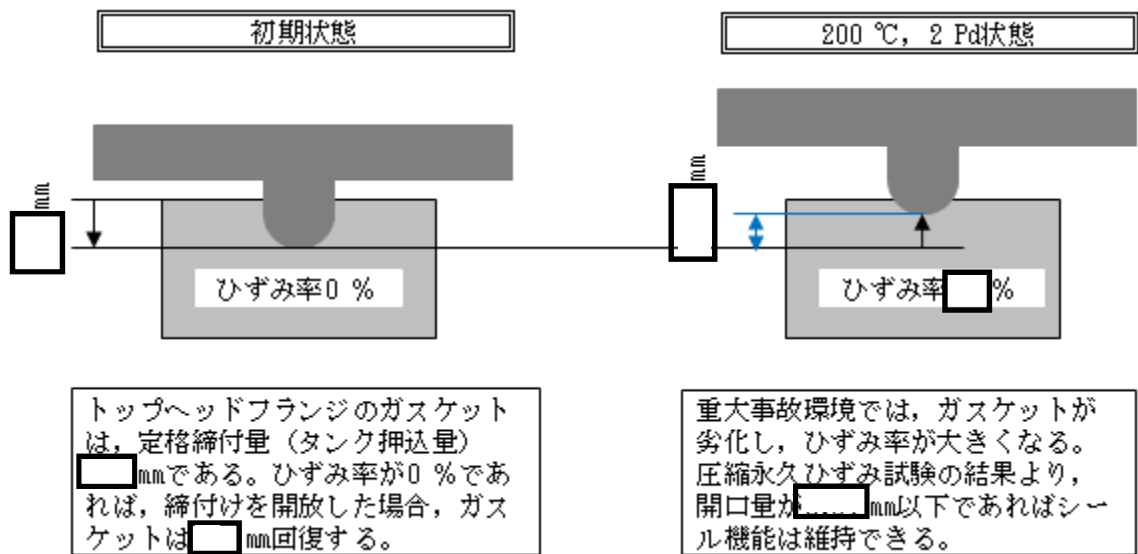 初期状態
200 ℃, 2 Pd状態
mm
mm
ひずみ率0 %
ひずみ率 %
トップヘッドフランジのガスケット
は，定格締付量（タンク押込量）
mmである。ひずみ率が0 %であ
れば，締付けを開放した場合，ガス
ケットは mm回復する。
重大事故環境では，ガスケットが
劣化し，ひずみ率が大きくなる。
圧縮永久ひずみ試験の結果より，
開口量が mm以下であればシー
ル機能は維持できる。